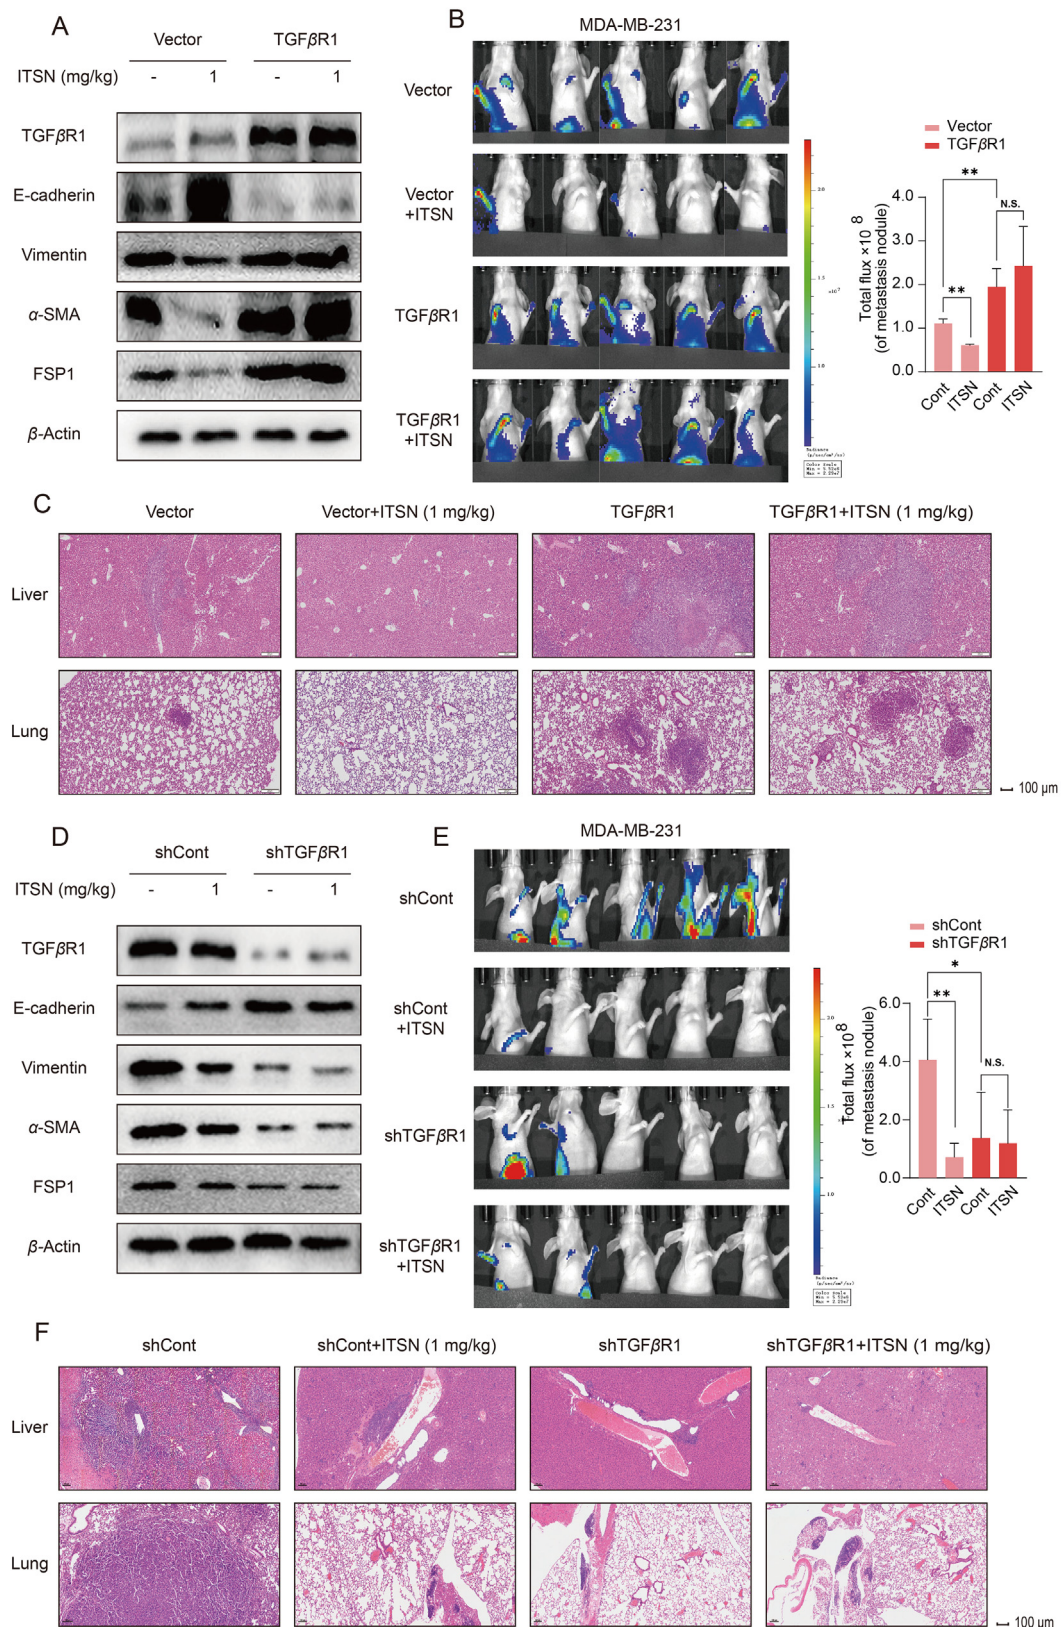 A
Vector TGFβR1
ITSN (mg/kg) - 1 - 1
TGFβR1
E-cadherin
Vimentin
α-SMA
FSP1
β-Actin
B
MDA-MB-231
Vector
Vector
+ITSN
TGFβR1
TGFβR1
+ITSN
Vector
TGFβR1
Total flux ×10 8
(of metastasis nodule)
4.0
3.0
2.0
1.0
0.0
**
**
N.S.
Cont ITSN Cont ITSN
C
Vector Vector+ITSN (1 mg/kg) TGFβR1 TGFβR1+ITSN (1 mg/kg)
Liver
Lung
100 μm
D
shCont shTGFβR1
ITSN (mg/kg) - 1 - 1
TGFβR1
E-cadherin
Vimentin
α-SMA
FSP1
β-Actin
E
MDA-MB-231
shCont
shCont
+ITSN
shTGFβR1
shTGFβR1
+ITSN
shCont
shTGFβR1
Total flux ×10 8
(of metastasis nodule)
6.0
4.0
2.0
0.0
*
**
N.S.
Cont ITSN Cont ITSN
F
shCont shCont+ITSN (1 mg/kg) shTGFβR1 shTGFβR1+ITSN (1 mg/kg)
Liver
Lung
100 μm